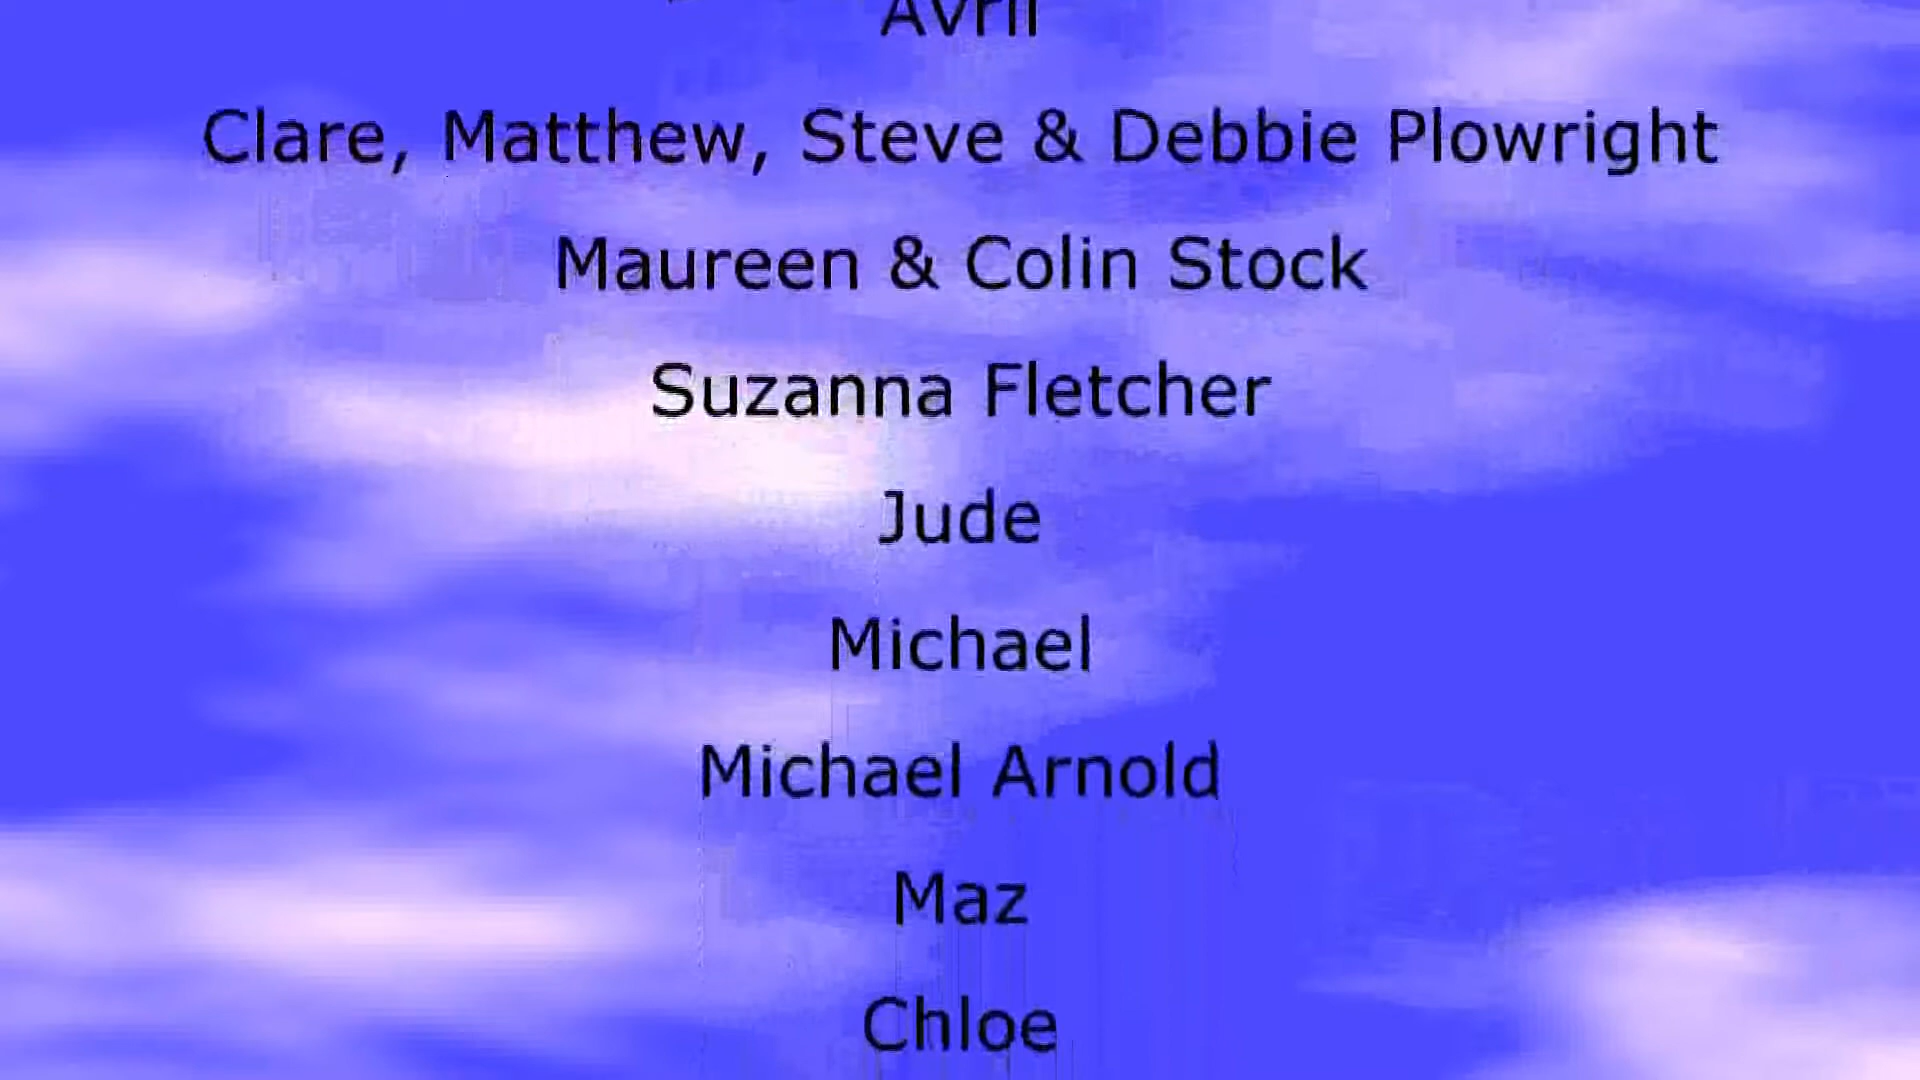 Avril
Clare, Matthew, Steve & Debbie Plowright
Maureen & Colin Stock
Suzanna Fletcher
Jude
Michael
Michael Arnold
Maz
Chloe